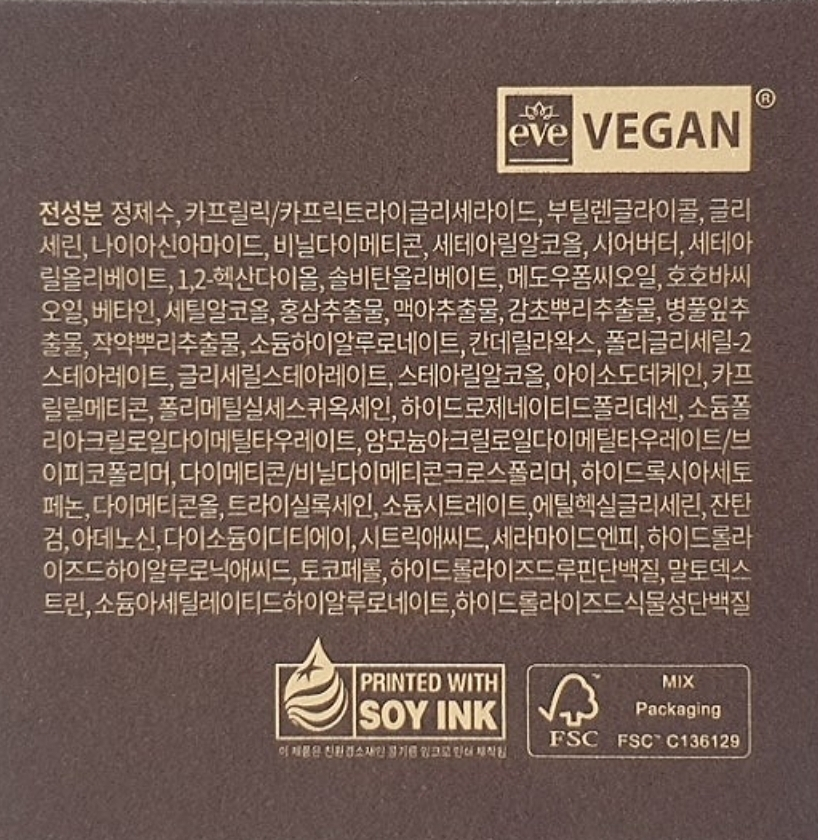 eve VEGAN ®
전성분 정제수, 카프릴릭/카프릭트라이글리세라이드, 부틸렌글라이콜, 글리
세린, 나이아신아마이드, 비닐다이메티콘, 세테아릴알코올, 시어버터, 세테아
릴올리베이트, 1,2-헥산다이올, 솔비탄올리베이트, 메도우폼씨오일, 호호바씨
오일, 베타인, 세틸알코올, 홍삼추출물, 맥아추출물, 감초뿌리추출물, 병풀잎추
출물, 작약뿌리추출물, 소듐하이알루로네이트, 칸데릴라왁스, 폴리글리세릴-2
스테아레이트, 글리세릴스테아레이트, 스테아릴알코올, 아이소도데케인, 카프
릴릴메티콘, 폴리메틸실세스퀴옥세인, 하이드로제네이티드폴리데센, 소듐폴
리아크릴로일다이메틸타우레이트, 암모늄아크릴로일다이메틸타우레이트/브
이피코폴리머, 다이메티콘/비닐다이메티콘크로스폴리머, 하이드록시아세토
페논, 다이메티콘올, 트라이실록세인, 소듐시트레이트,에틸헥실글리세린, 잔탄
검,아데노신, 다이소듐이디티에이, 시트릭애씨드, 세라마이드엔피, 하이드롤라
이즈드하이알루로닉애씨드, 토코페롤, 하이드롤라이즈드루핀단백질, 말토덱스
트린, 소듐아세틸레이티드하이알루로네이트,하이드롤라이즈드식물성단백질
PRINTED WITH
SOY INK
이 제품은 친환경소재인 콩기름 잉크로 인쇄 제작됨
FSC™
MIX
Packaging
FSC™ C136129